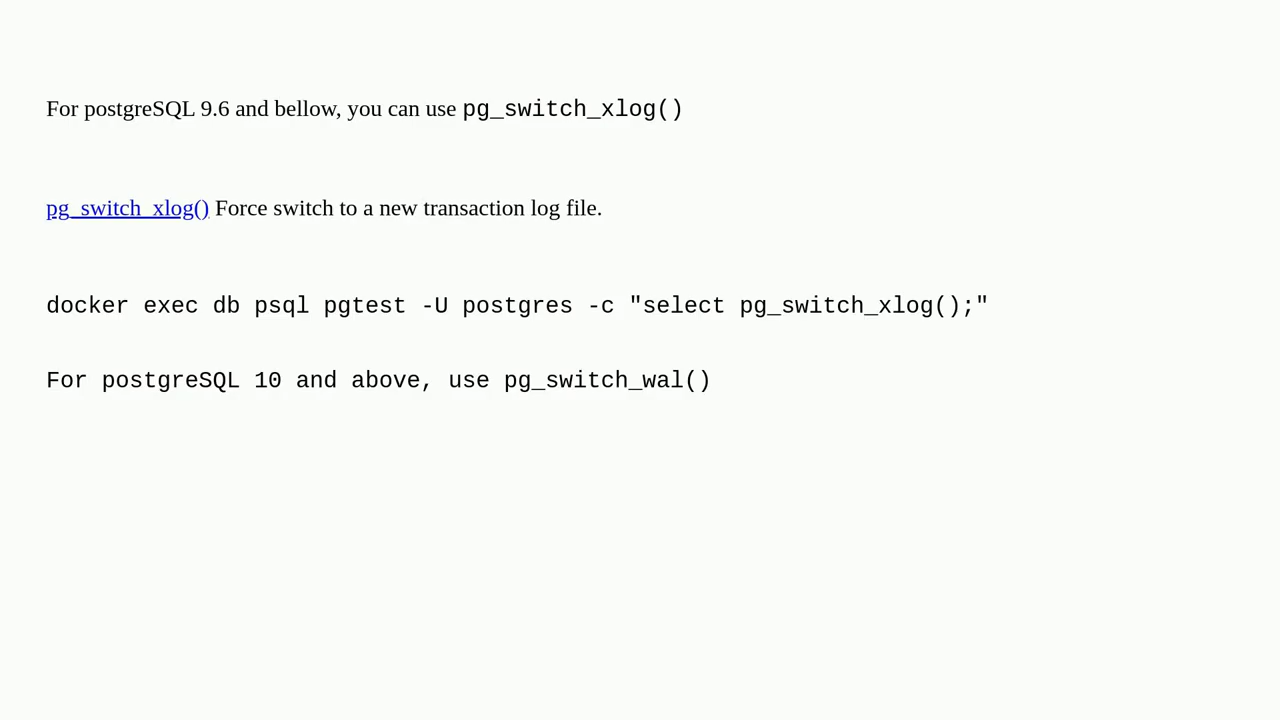 For postgreSQL 9.6 and bellow, you can use pg_switch_xlog()
pg_switch_xlog() Force switch to a new transaction log file.
docker exec db psql pgtest -U postgres -c "select pg_switch_xlog();"
For postgreSQL 10 and above, use pg_switch_wal()